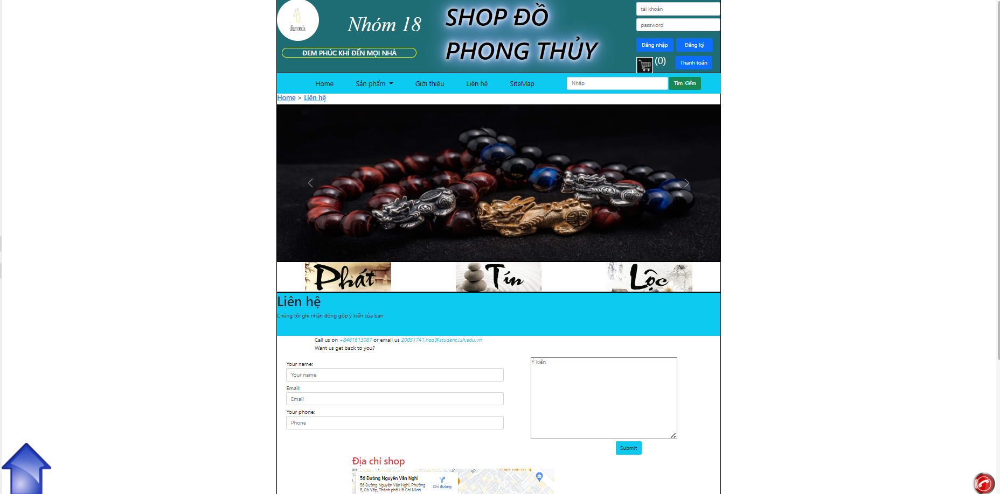 diamonds
Nhóm 18
ĐEM PHÚC KHÍ ĐẾN MỌI NHÀ
SHOP ĐỒ
PHONG THỦY
tài khoản
password
Đăng nhập
Đăng ký
(0)
Thanh toán
Home
Sản phẩm
Giới thiệu
Liên hệ
SiteMap
Nhập
Tìm Kiếm
Home > Liên hệ
Phát
Tín
Lộc
Liên hệ
Chúng tôi ghi nhận đóng góp ý kiến của bạn
Call us on +8461613087 or email us 20051741.hoa@student.iuh.edu.vn
Want us get back to you?
Your name:
Your name
Email:
Email
Your phone:
Phone
Ý kiến
Submit
Địa chỉ shop
56 Đường Nguyễn Văn Nghi
56 Đường Nguyễn Văn Nghi, Phường
5, Gò Vấp, Thành phố Hồ Chí Minh
Chỉ đường